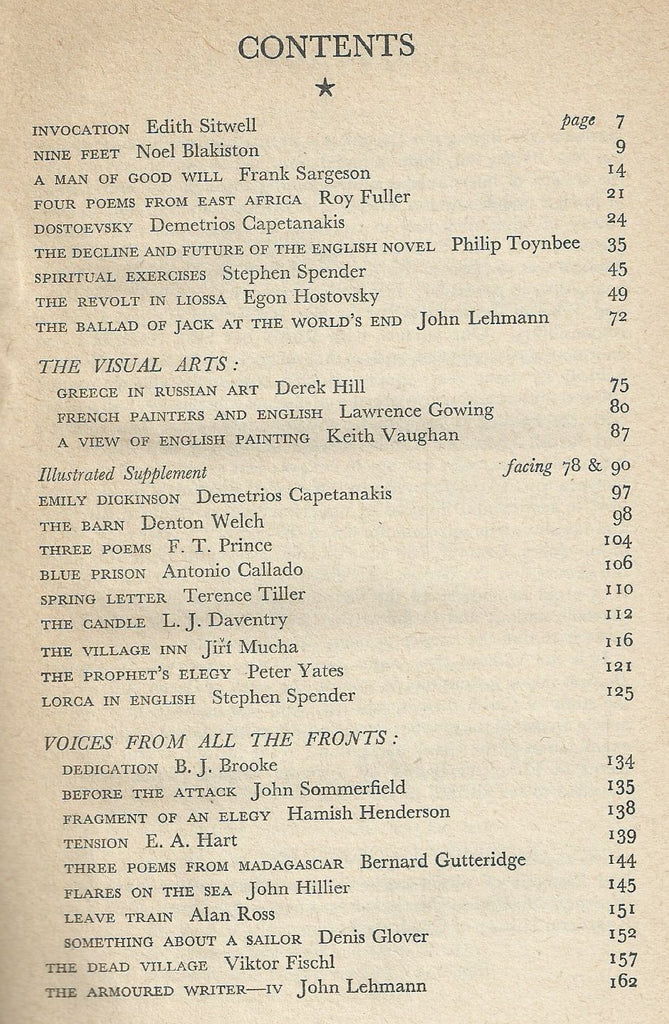 CONTENTS
★
INVOCATION Edith Sitwell page 7
NINE FEET Noel Blakiston 9
A MAN OF GOOD WILL Frank Sargeson 14
FOUR POEMS FROM EAST AFRICA Roy Fuller 21
DOSTOEVSKY Demetrios Capetanakis 24
THE DECLINE AND FUTURE OF THE ENGLISH NOVEL Philip Toynbee 35
SPIRITUAL EXERCISES Stephen Spender 45
THE REVOLT IN LIOSSA Egon Hostovsky 49
THE BALLAD OF JACK AT THE WORLD'S END John Lehmann 72
THE VISUAL ARTS:
GREECE IN RUSSIAN ART Derek Hill 75
FRENCH PAINTERS AND ENGLISH Lawrence Gowing 80
A VIEW OF ENGLISH PAINTING Keith Vaughan 87
Illustrated Supplement facing 78 & 90
EMILY DICKINSON Demetrios Capetanakis 97
THE BARN Denton Welch 98
THREE POEMS F. T. Prince 104
BLUE PRISON Antonio Callado 106
SPRING LETTER Terence Tiller 110
THE CANDLE L. J. Daventry 112
THE VILLAGE INN Jiří Mucha 116
THE PROPHET'S ELEGY Peter Yates 121
LORCA IN ENGLISH Stephen Spender 125
VOICES FROM ALL THE FRONTS:
DEDICATION B. J. Brooke 134
BEFORE THE ATTACK John Sommerfield 135
FRAGMENT OF AN ELEGY Hamish Henderson 138
TENSION E. A. Hart 139
THREE POEMS FROM MADAGASCAR Bernard Gutteridge 144
FLARES ON THE SEA John Hillier 145
LEAVE TRAIN Alan Ross 151
SOMETHING ABOUT A SAILOR Denis Glover 152
THE DEAD VILLAGE Viktor Fischl 157
THE ARMOURED WRITER—IV John Lehmann 162